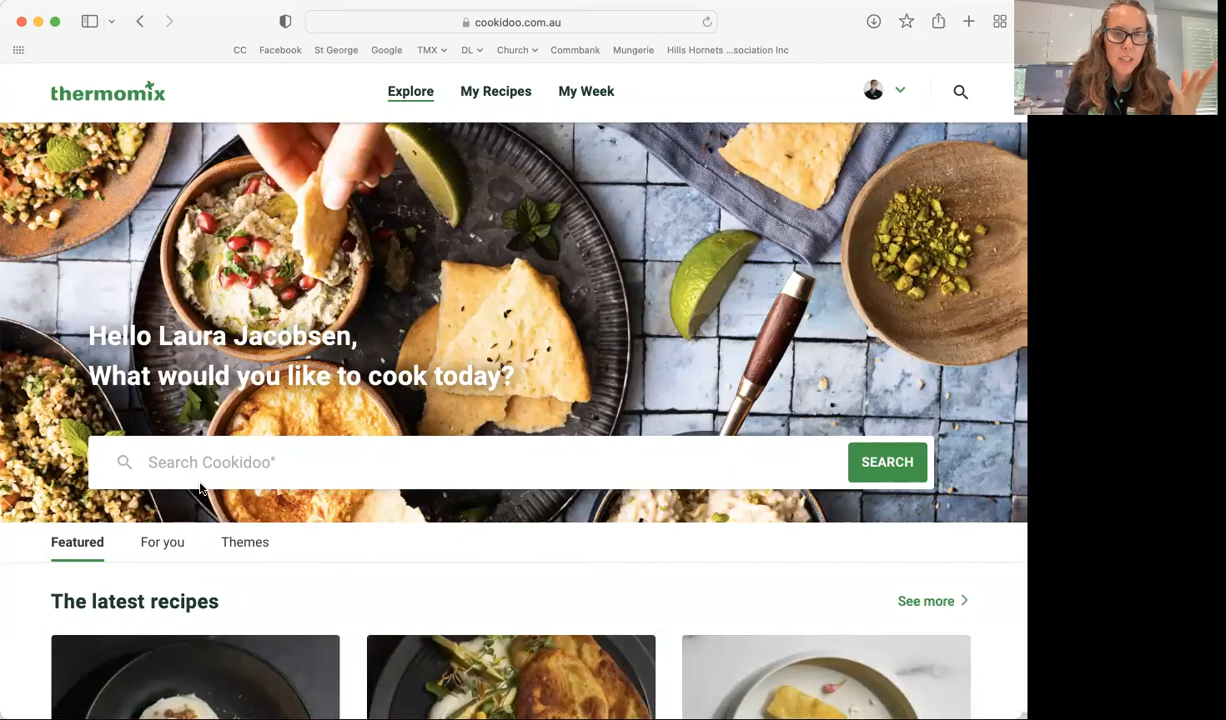 cookidoo.com.au
CC Facebook St George Google TMX DL Church Commbank Mungerie Hills Hornets ...sociation Inc
thermomix
Explore My Recipes My Week
Hello Laura Jacobsen,
What would you like to cook today?
Search Cookidoo®
SEARCH
Featured For you Themes
The latest recipes
See more